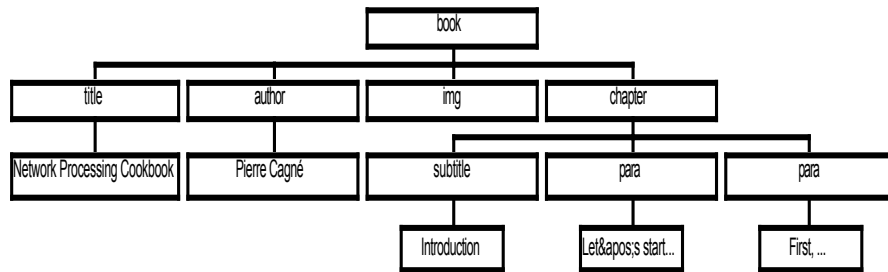 book
title
author
img
chapter
Network Processing Cookbook
Pierre Cagné
subtitle
para
para
Introduction
Let&apos;s start...
First, ...